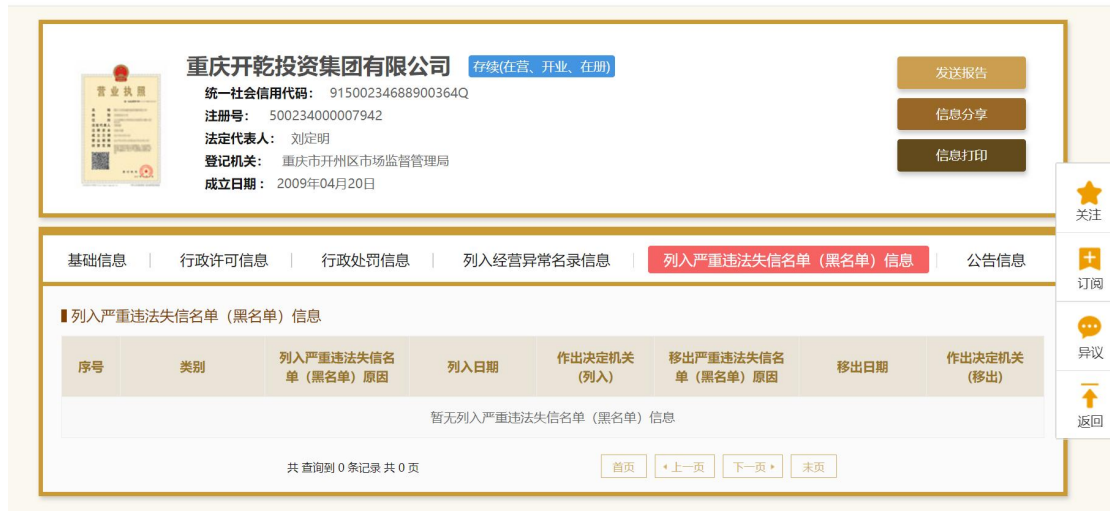 重庆开乾投资集团有限公司 存续(在营、开业、在册)
统一社会信用代码： 91500234688900364Q
注册号： 500234000007942
法定代表人： 刘定明
登记机关： 重庆市开州区市场监督管理局
成立日期： 2009年04月20日
营业执照
发送报告
信息分享
信息打印
关注
订阅
异议
返回
基础信息 行政许可信息 行政处罚信息 列入经营异常名录信息 列入严重违法失信名单（黑名单）信息 公告信息
列入严重违法失信名单（黑名单）信息
序号 类别 列入严重违法失信名单（黑名单）原因 列入日期 作出决定机关(列入) 移出严重违法失信名单（黑名单）原因 移出日期 作出决定机关(移出)
暂无列入严重违法失信名单（黑名单）信息
共 查询到 0 条记录 共 0 页 首页 上一页 下一页 末页